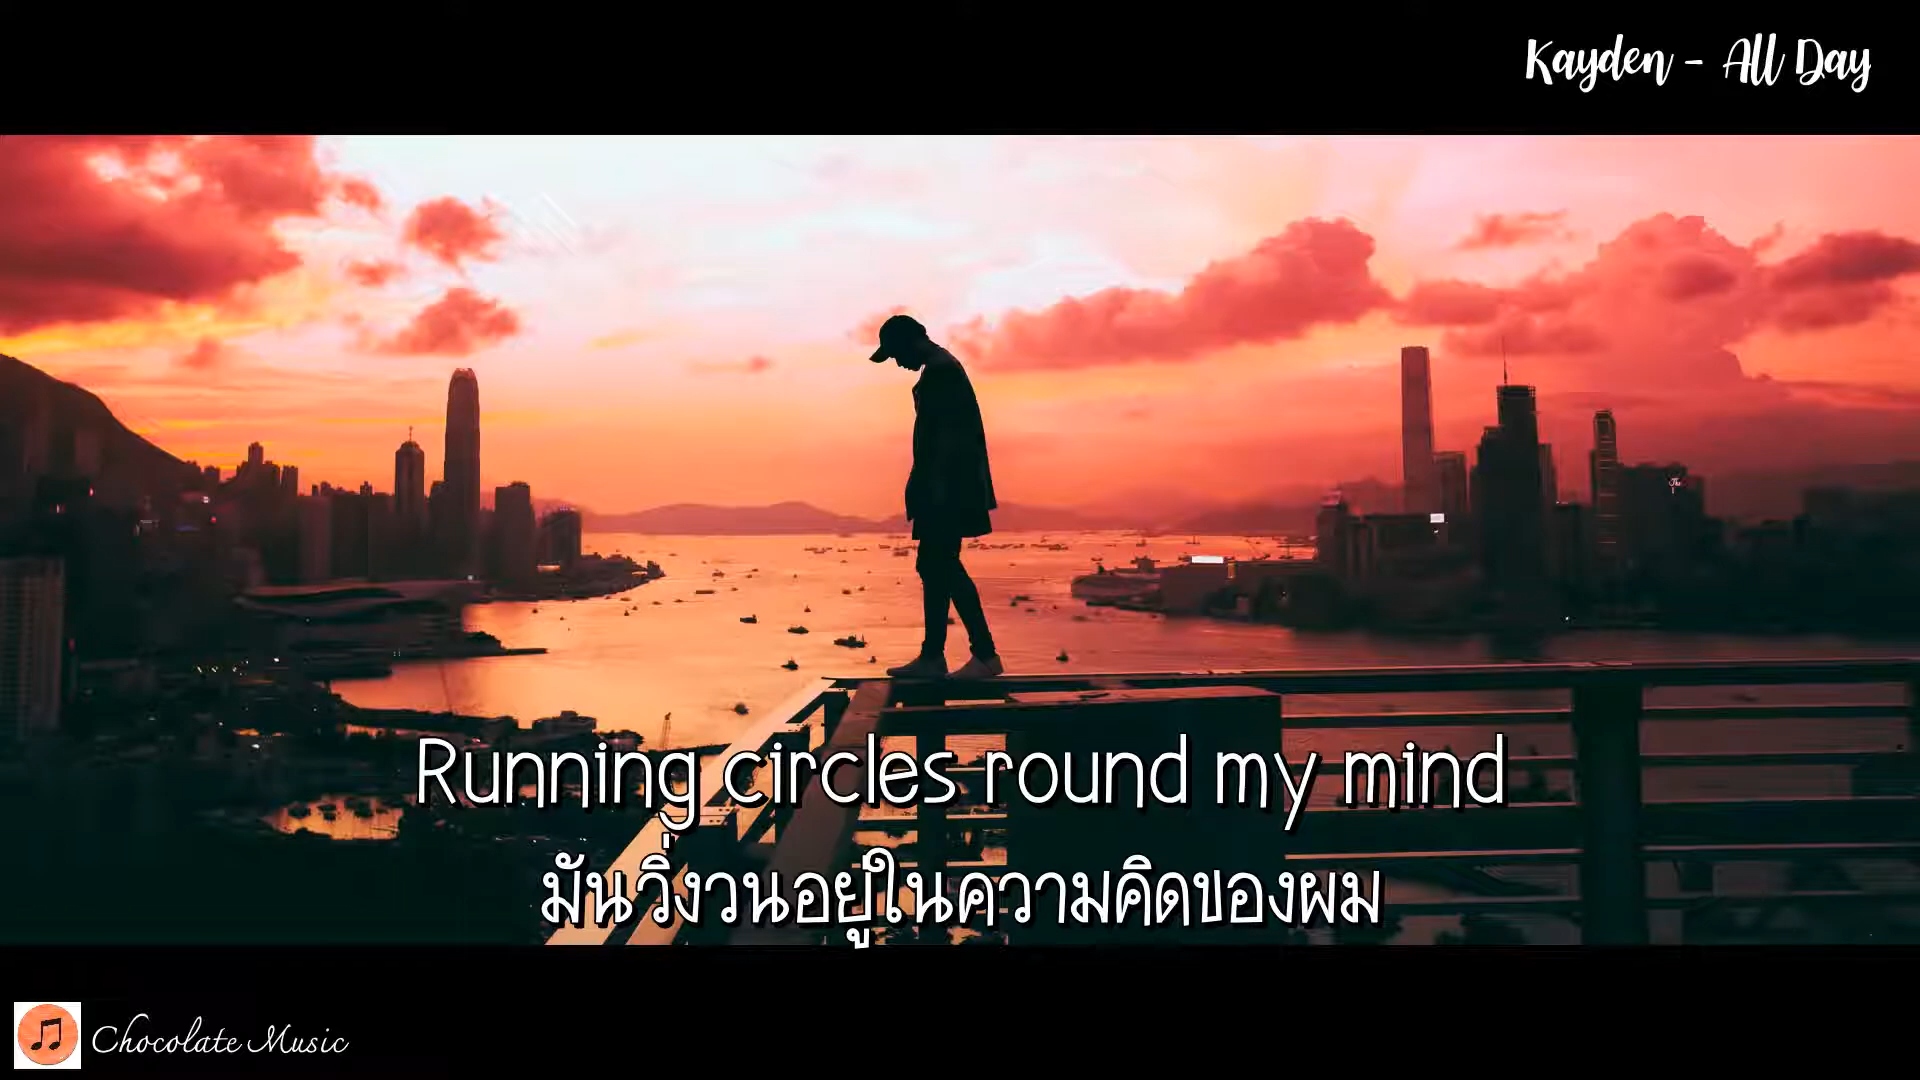 Kayden - All Day
Running circles round my mind
มันวิ่งวนอยู่ในความคิดของผม
Chocolate Music